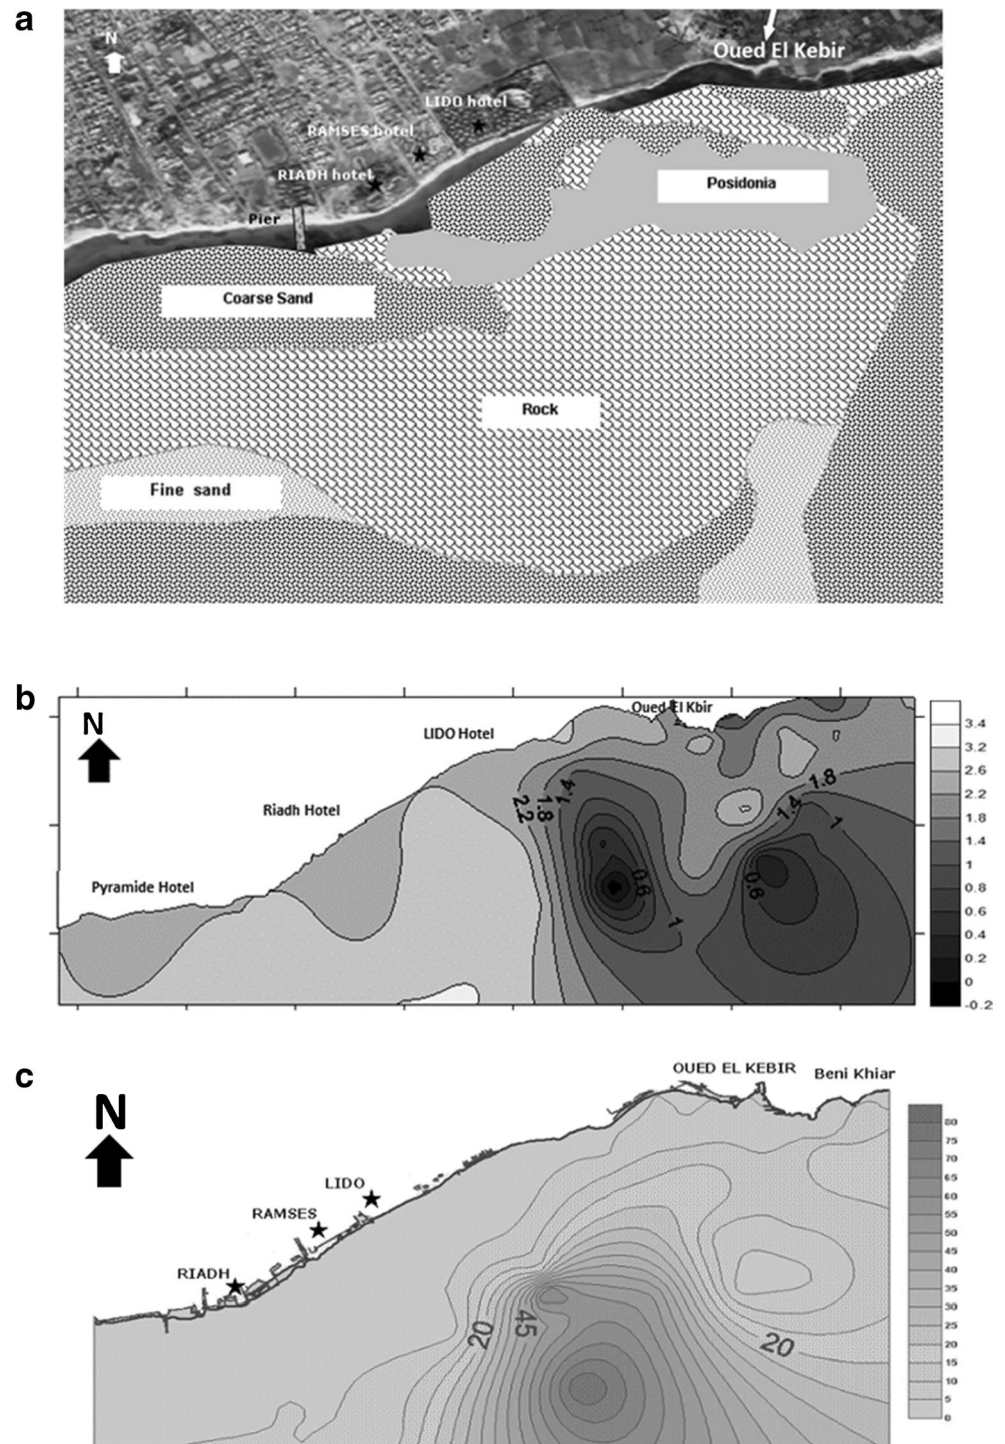 a
N
Oued El Kebir
LIDO hotel
RAMSES hotel
RIADH hotel
Posidonia
Pier
Coarse Sand
Rock
Fine sand
b
N
Oued El Kbir
LIDO Hotel
Riadh Hotel
Pyramide Hotel
2.2
1.8
1.4
0.6
1
0.6
1.4
1.8
1
3.4
3.2
2.6
2.2
1.8
1.4
1
0.8
0.6
0.4
0.2
0
-0.2
c
N
OUED EL KEBIR
Beni Khiar
LIDO
RAMSES
RIADH
20
45
20
80
75
70
65
60
55
50
45
40
35
30
25
20
15
10
5
0